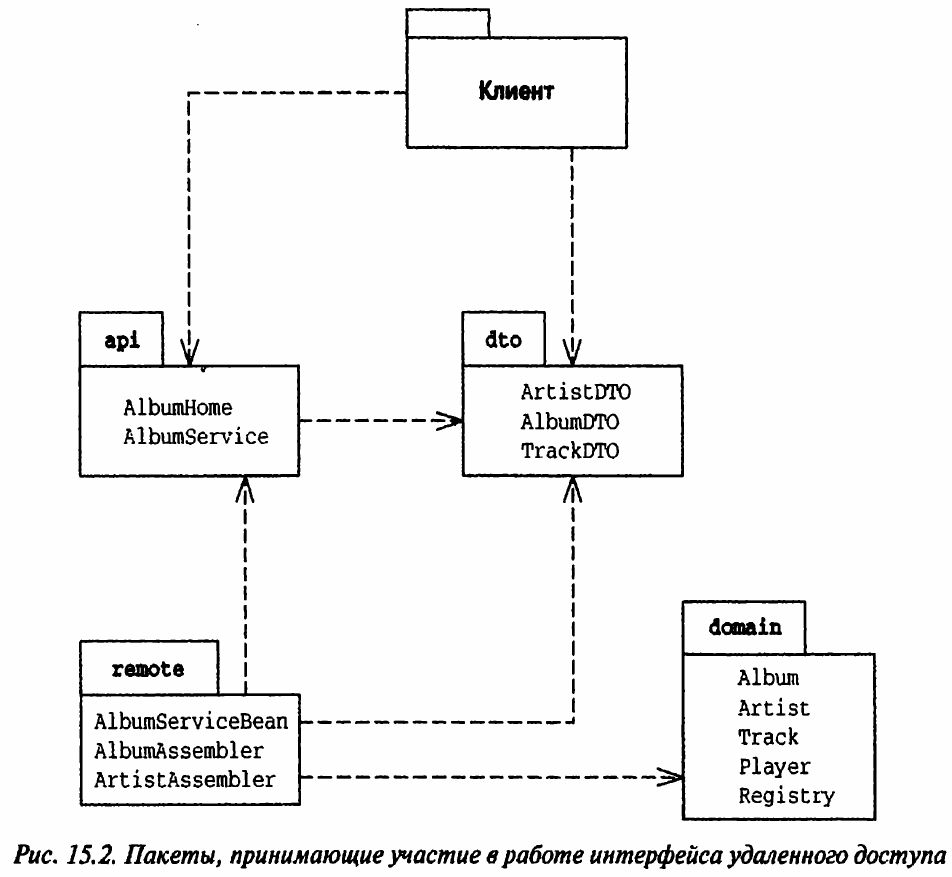 Клиент
api
AlbumHome
AlbumService
dto
ArtistDTO
AlbumDTO
TrackDTO
remote
AlbumServiceBean
AlbumAssembler
ArtistAssembler
domain
Album
Artist
Track
Player
Registry
Рис. 15.2. Пакеты, принимающие участие в работе интерфейса удаленного доступа